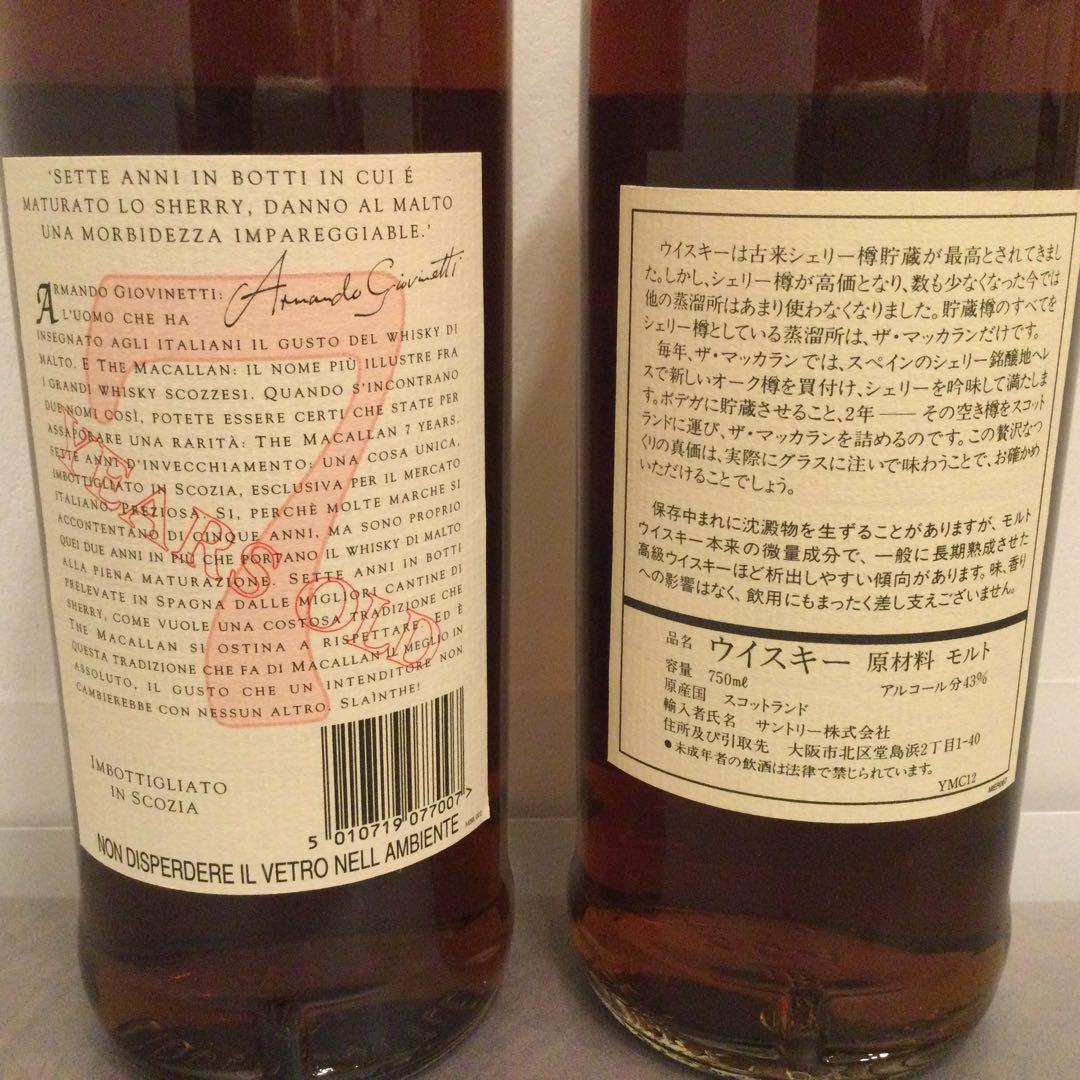 'SETTE ANNI IN BOTTI IN CUI É
MATURATO LO SHERRY, DANNO AL MALTO
UNA MORBIDEZZA IMPAREGGIABILE.'
Armando Giovinetti
ARMANDO GIOVINETTI:
L'UOMO CHE HA
INSEGNATO AGLI ITALIANI IL GUSTO DEL WHISKY DI
MALTO. E THE MACALLAN: IL NOME PIÙ ILLUSTRE FRA
I GRANDI WHISKY SCOZZESI. QUANDO S'INCONTRANO
DUE NOMI COSÌ, POTETE ESSERE CERTI CHE STATE PER
ASSAPORARE UNA RARITÀ: THE MACALLAN 7 YEARS.
SETTE ANNI D'INVECCHIAMENTO: UNA COSA UNICA,
IMBOTTIGLIATO IN SCOZIA, ESCLUSIVA PER IL MERCATO
ITALIANO. PREZIOSA. SI, PERCHÈ MOLTE MARCHE SI
ACCONTENTANO DI CINQUE ANNI, MA SONO PROPRIO
QUEI DUE ANNI IN PIÙ CHE PORTANO IL WHISKY DI MALTO
ALLA PIENA MATURAZIONE. SETTE ANNI IN BOTTI
PRELEVATE IN SPAGNA DALLE MIGLIORI CANTINE DI
SHERRY, COME VUOLE UNA COSTOSA TRADIZIONE CHE
THE MACALLAN SI OSTINA A RISPETTARE. ED È
QUESTA TRADIZIONE CHE FA DI MACALLAN IL MEGLIO IN
ASSOLUTO. IL GUSTO CHE UN INTENDITORE NON
CAMBIEREBBE CON NESSUN ALTRO. SLAÌNTHE!
7
YEARS OLD
IMBOTTIGLIATO
IN SCOZIA
5 010719 077007 >
NON DISPERDERE IL VETRO NELL AMBIENTE
ウイスキーは古来シェリー樽貯蔵が最高とされてきまし
た。しかし、シェリー樽が高価となり、数も少なくなった今では
他の蒸溜所はあまり使わなくなりました。貯蔵樽のすべてを
シェリー樽としている蒸溜所は、ザ・マッカランだけです。
毎年、ザ・マッカランでは、スペインのシェリー銘醸地ヘレ
スで新しいオーク樽を買付け、シェリーを吟味して満たしま
す。ボデガに貯蔵させること、2年――その空き樽をスコット
ランドに運び、ザ・マッカランを詰めるのです。この贅沢なつ
くりの真価は、実際にグラスに注いで味わうことで、お確かめ
いただけることでしょう。
保存中まれに沈澱物を生ずることがありますが、モルト
ウイスキー本来の微量成分で、一般に長期熟成させた
高級ウイスキーほど析出しやすい傾向があります。味、香り
への影響はなく、飲用にもまったく差し支えございません。
品名 ウイスキー 原材料 モルト
容量 750mℓ アルコール分43%
原産国 スコットランド
輸入者氏名 サントリー株式会社
住所及び引取先 大阪市北区堂島浜2丁目1-40
●未成年者の飲酒は法律で禁じられています。
YMC12